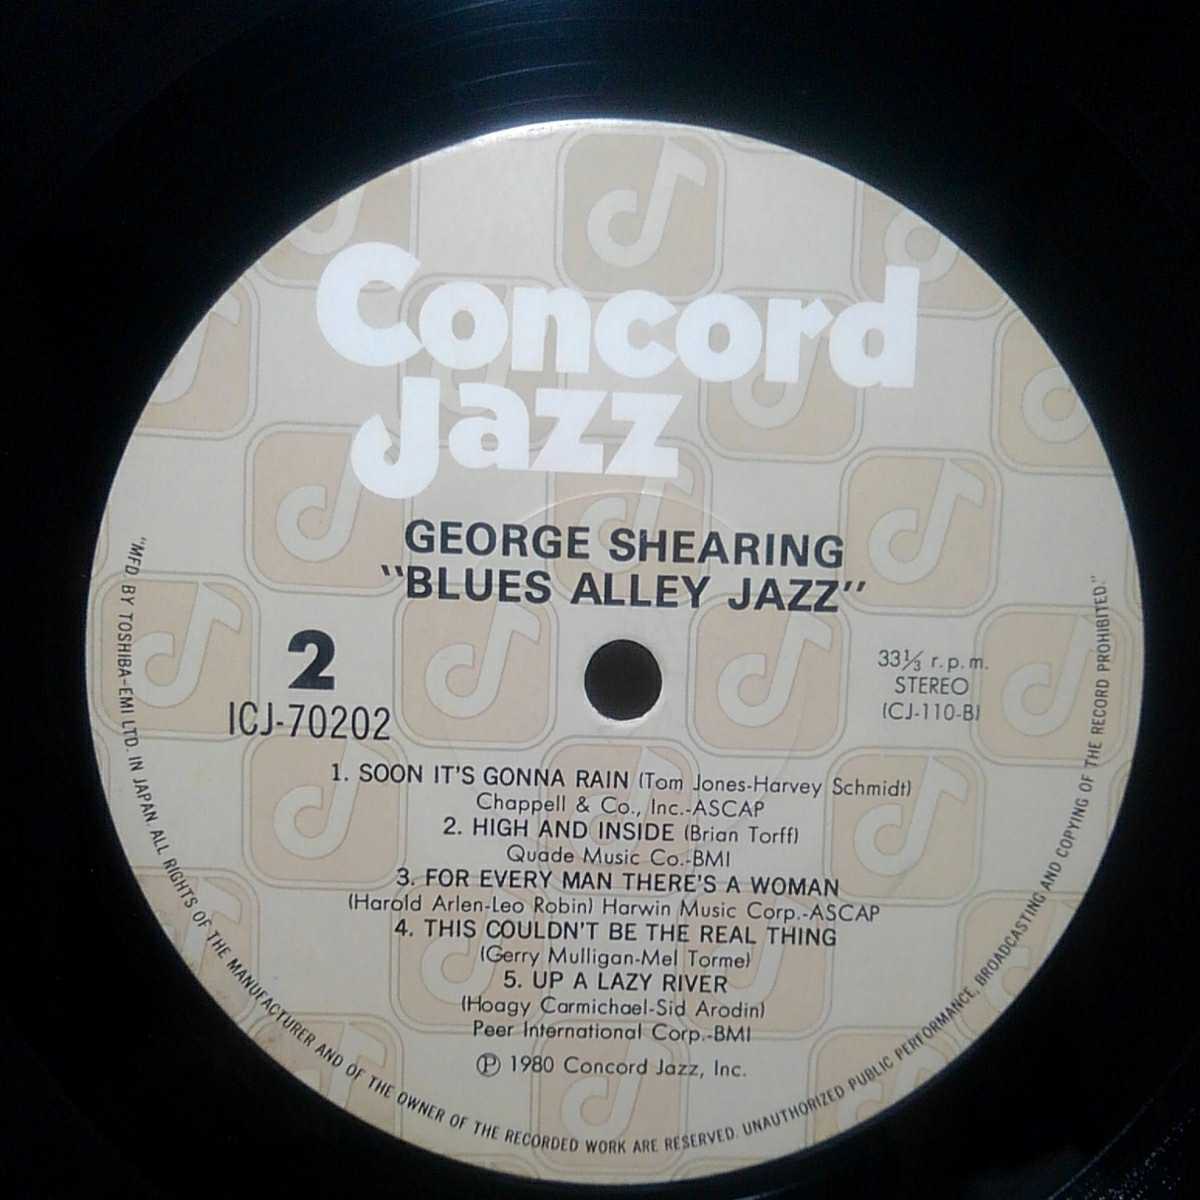 Concord
Jazz
GEORGE SHEARING
"BLUES ALLEY JAZZ"
2
ICJ-70202
33⅓ r.p.m.
STEREO
(CJ-110-B)
1. SOON IT'S GONNA RAIN (Tom Jones-Harvey Schmidt)
Chappell & Co., Inc.-ASCAP
2. HIGH AND INSIDE (Brian Torff)
Quade Music Co.-BMI
3. FOR EVERY MAN THERE'S A WOMAN
(Harold Arlen-Leo Robin) Harwin Music Corp.-ASCAP
4. THIS COULDN'T BE THE REAL THING
(Gerry Mulligan-Mel Torme)
5. UP A LAZY RIVER
(Hoagy Carmichael-Sid Arodin)
Peer International Corp.-BMI
Ⓟ 1980 Concord Jazz, Inc.
"MFD. BY TOSHIBA-EMI LTD. IN JAPAN. ALL RIGHTS OF THE MANUFACTURER AND OF THE OWNER OF THE RECORDED WORK ARE RESERVED. UNAUTHORIZED PUBLIC PERFORMANCE, BROADCASTING AND COPYING OF THE RECORD PROHIBITED."